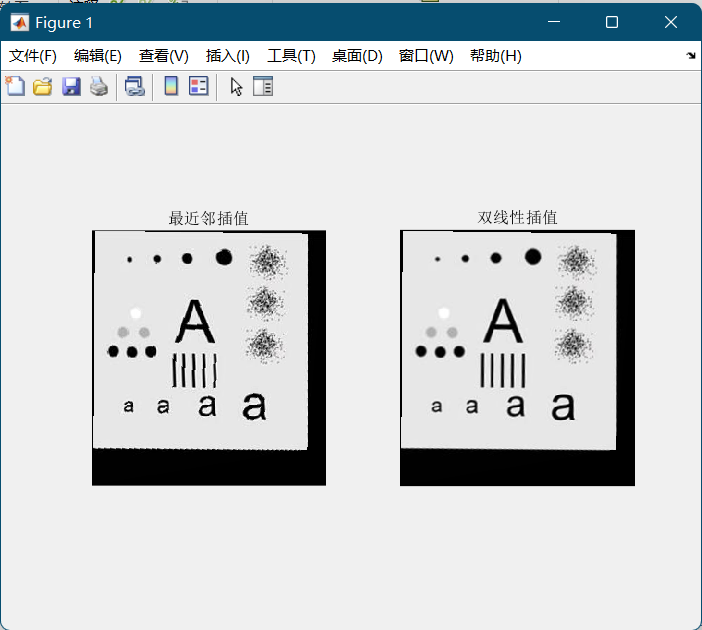 Figure 1
文件(F) 编辑(E) 查看(V) 插入(I) 工具(T) 桌面(D) 窗口(W) 帮助(H)
最近邻插值 双线性插值
A A
a a a a a a a a